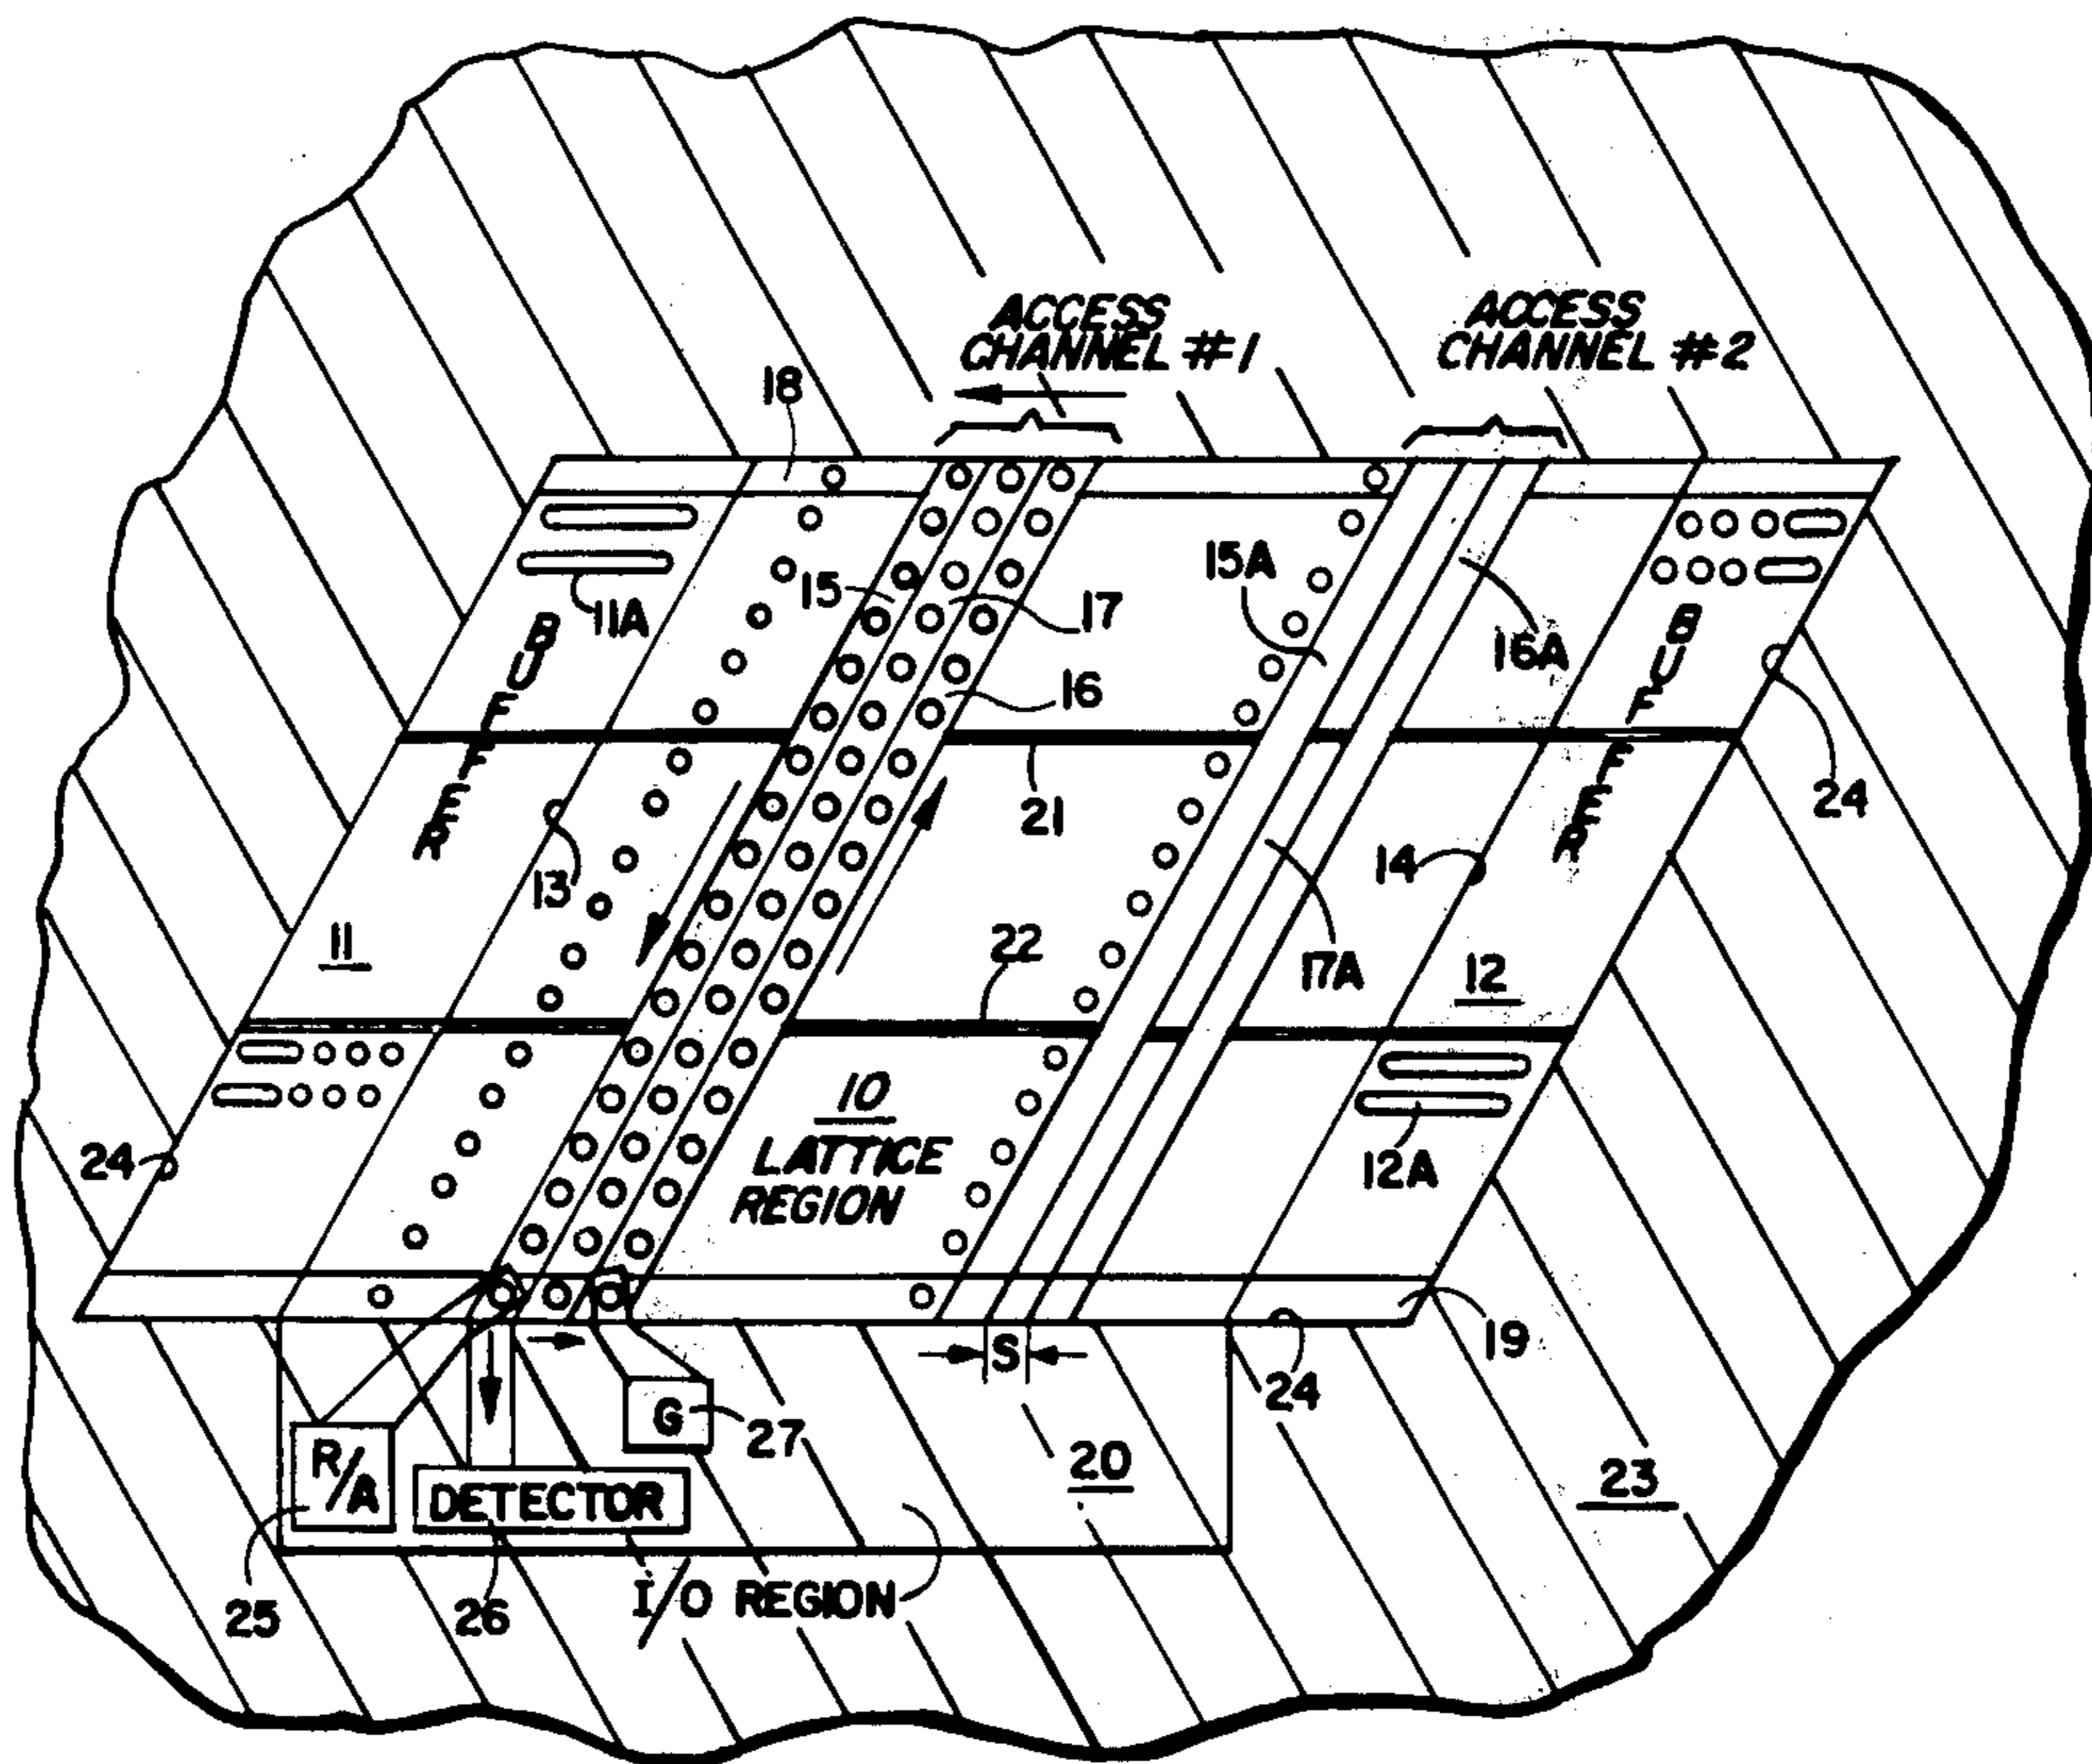 ACCESS
CHANNEL #1
ACCESS
CHANNEL #2
18
11A
15
17
15A
16A
16
BUFFER
BUFFER
21
24
13
14
11
22
17A
12
10
LATTICE
REGION
24
12A
S
19
24
G
27
R/A
DETECTOR
20
23
25
26
I/O REGION